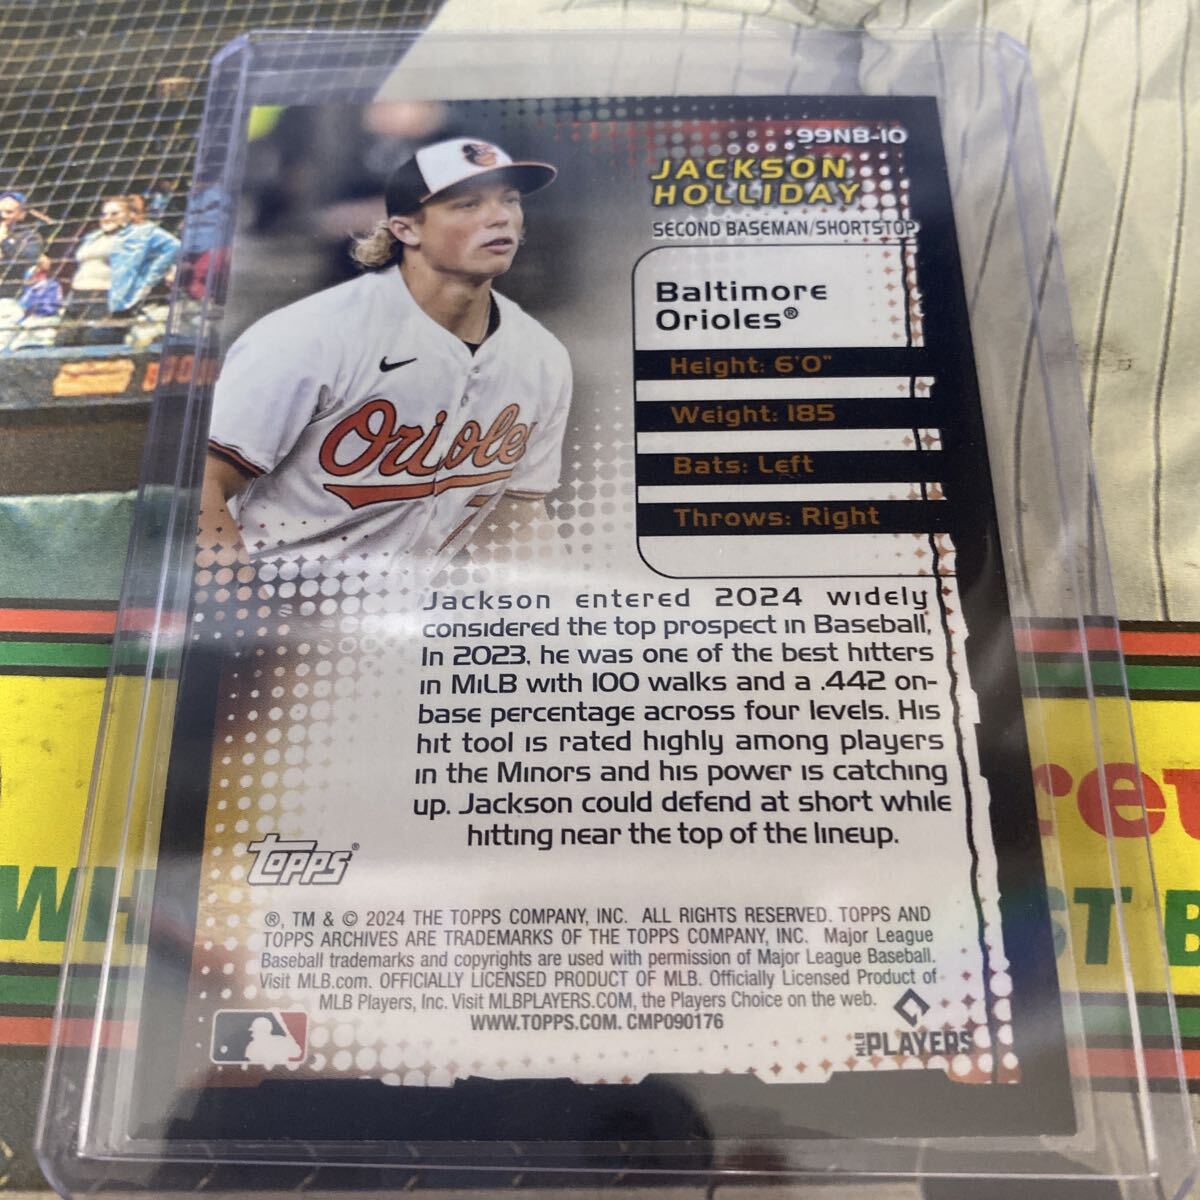 99NB-10
JACKSON
HOLLIDAY
SECOND BASEMAN/SHORTSTOP
Baltimore
Orioles®
Height: 6'0"
Weight: 185
Bats: Left
Throws: Right
Orioles
Jackson entered 2024 widely
considered the top prospect in Baseball.
In 2023, he was one of the best hitters
in MiLB with 100 walks and a .442 on-
base percentage across four levels. His
hit tool is rated highly among players
in the Minors and his power is catching
up. Jackson could defend at short while
hitting near the top of the lineup.
Topps®
®, TM & © 2024 THE TOPPS COMPANY, INC. ALL RIGHTS RESERVED. TOPPS AND
TOPPS ARCHIVES ARE TRADEMARKS OF THE TOPPS COMPANY, INC. Major League
Baseball trademarks and copyrights are used with permission of Major League Baseball.
Visit MLB.com. OFFICIALLY LICENSED PRODUCT OF MLB. Officially Licensed Product of
MLB Players, Inc. Visit MLBPLAYERS.COM, the Players Choice on the web.
WWW.TOPPS.COM. CMP090176
MLB PLAYERS
WH
ST B